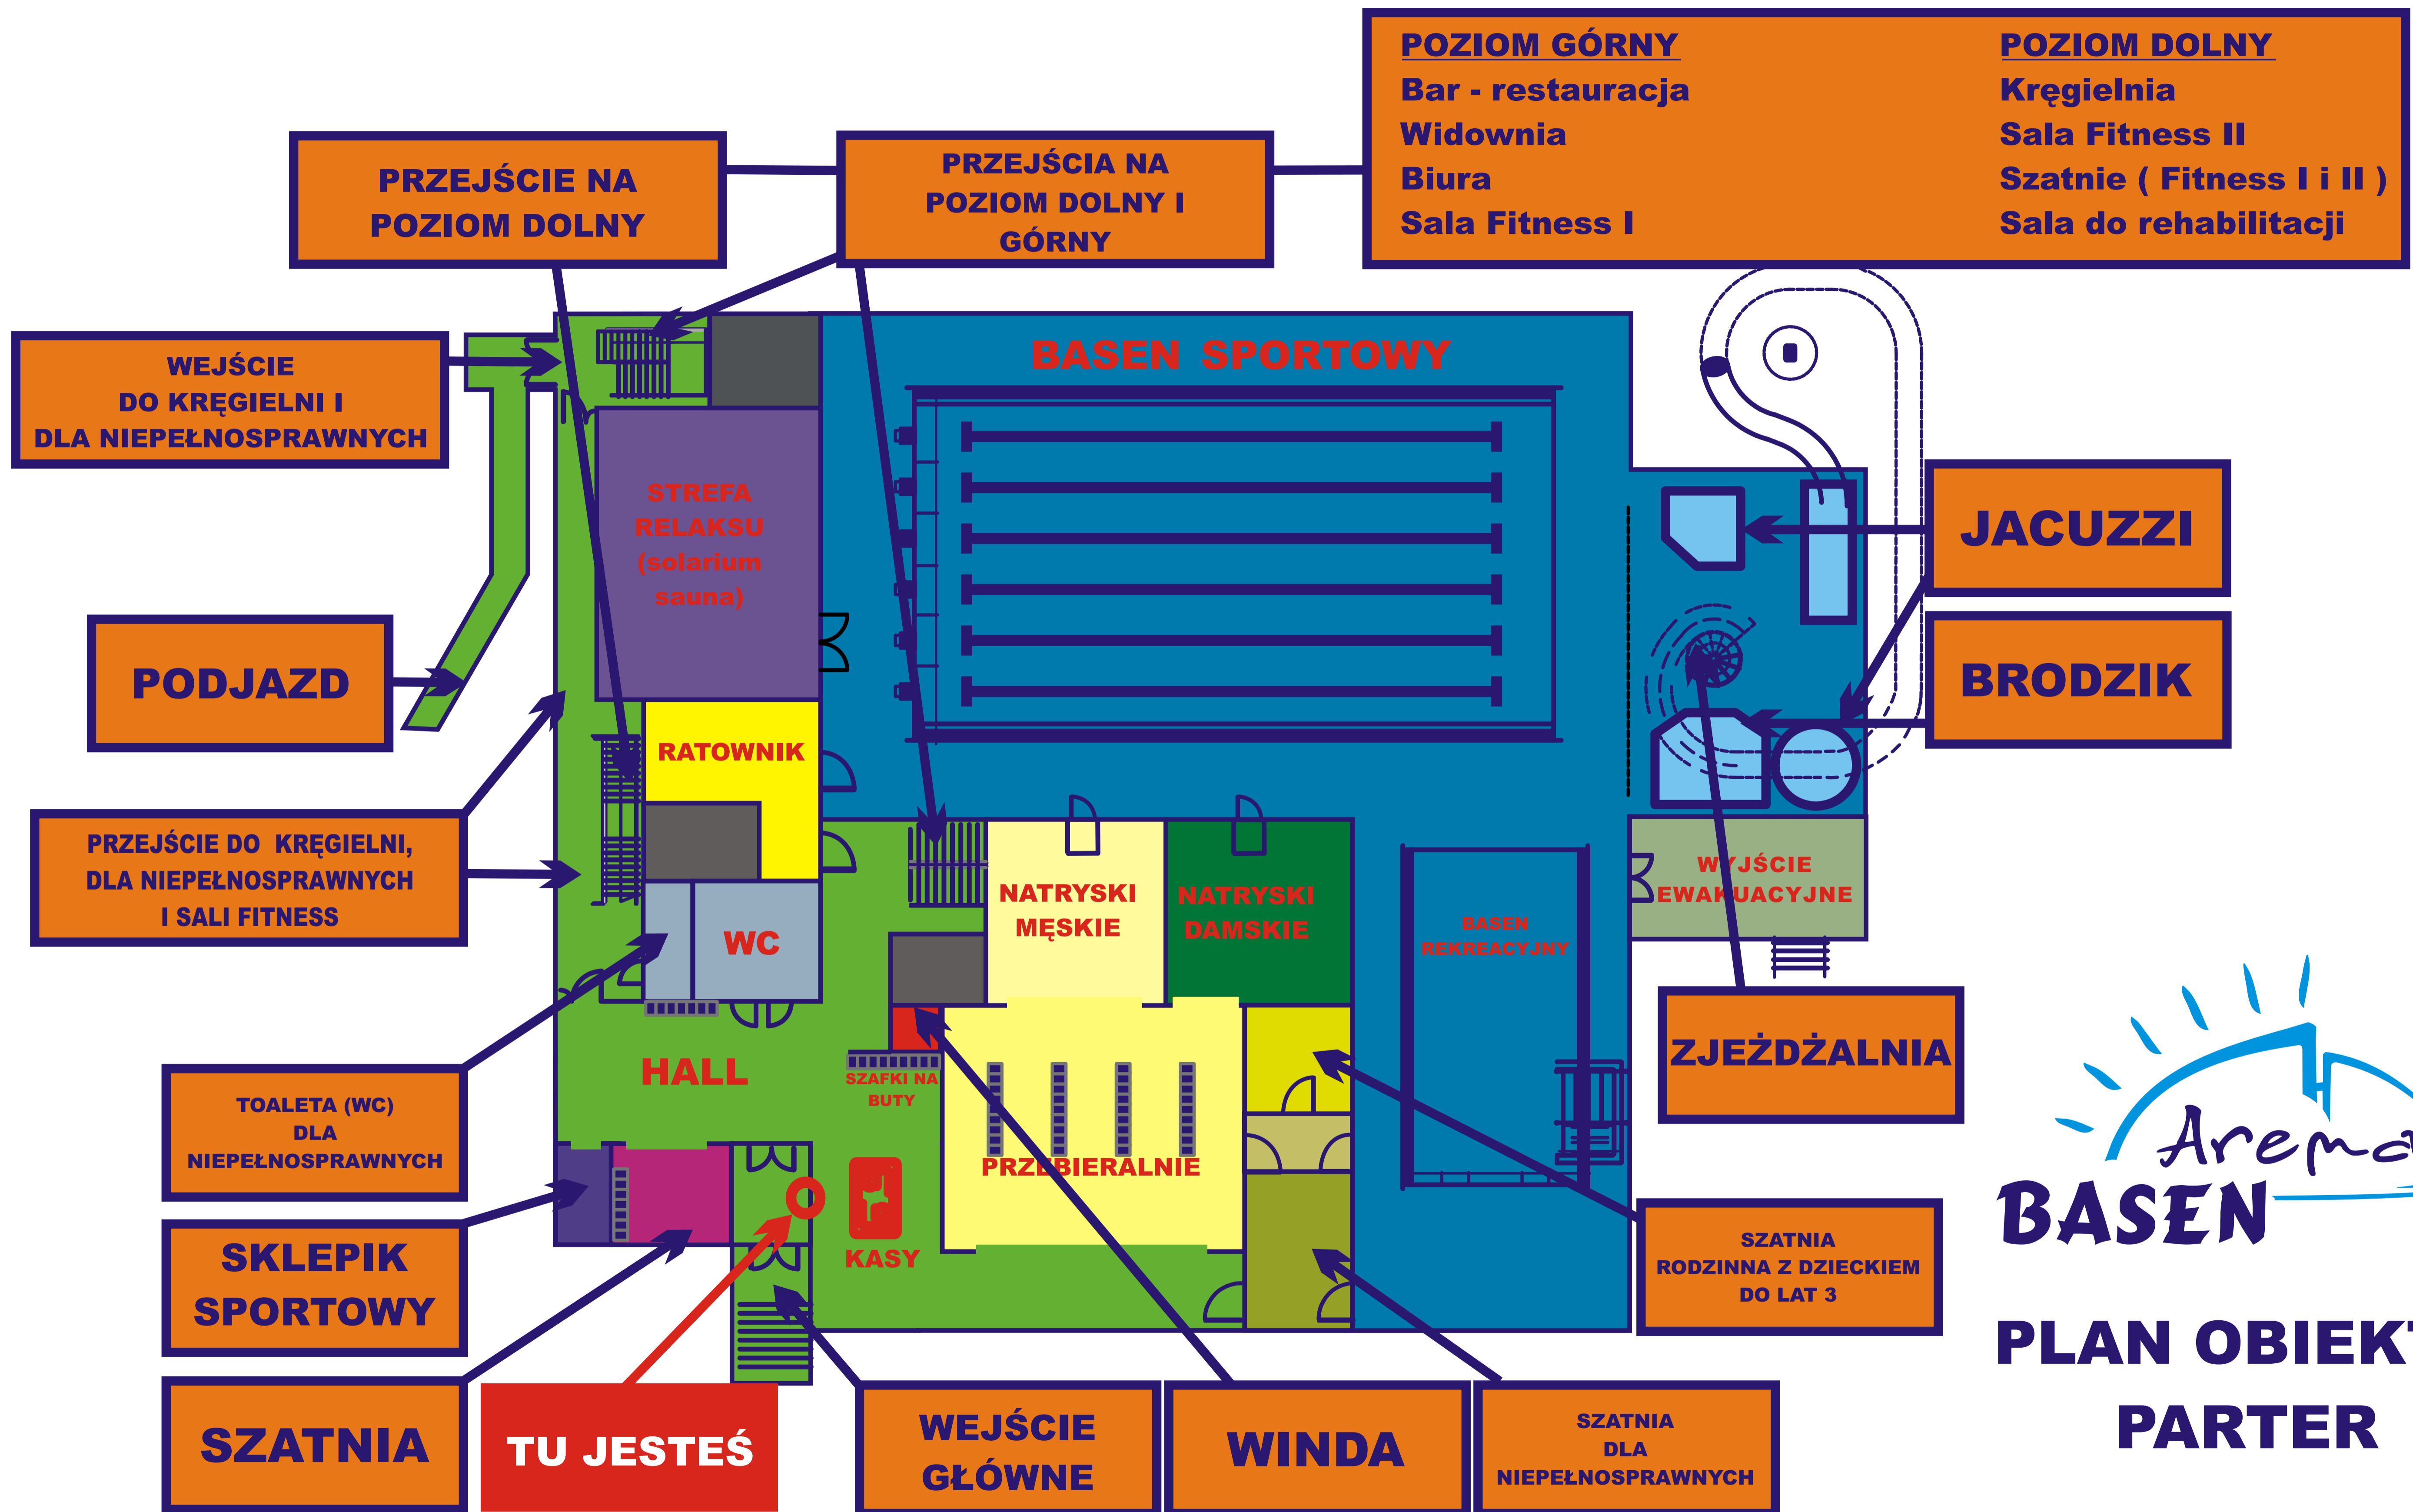 POZIOM GÓRNY
Bar - restauracja
Widownia
Biura
Sala Fitness I
POZIOM DOLNY
Kręgielnia
Sala Fitness II
Szatnie ( Fitness I i II )
Sala do rehabilitacji
PRZEJŚCIE NA
POZIOM DOLNY
PRZEJŚCIA NA
POZIOM DOLNY I
GÓRNY
WEJŚCIE
DO KRĘGIELNI I
DLA NIEPEŁNOSPRAWNYCH
BASEN SPORTOWY
STREFA
RELAKSU
(solarium
sauna)
JACUZZI
BRODZIK
PODJAZD
RATOWNIK
PRZEJŚCIE DO KRĘGIELNI,
DLA NIEPEŁNOSPRAWNYCH
I SALI FITNESS
WC
NATRYSKI
MĘSKIE
NATRYSKI
DAMSKIE
BASEN
REKREACYJNY
WYJŚCIE
EWAKUACYJNE
ZJEŻDŻALNIA
HALL
SZAFKI NA
BUTY
PRZEBIERALNIE
KASY
TOALETA (WC)
DLA
NIEPEŁNOSPRAWNYCH
SKLEPIK
SPORTOWY
SZATNIA
TU JESTEŚ
WEJŚCIE
GŁÓWNE
WINDA
SZATNIA
DLA
NIEPEŁNOSPRAWNYCH
SZATNIA
RODZINNA Z DZIECKIEM
DO LAT 3
Arema
BASEN
PLAN OBIEKT
PARTER